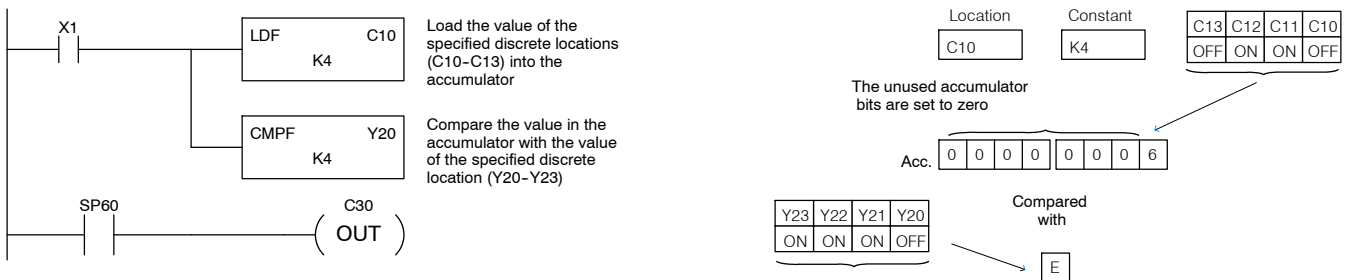 X1
LDF C10
K4
Load the value of the
specified discrete locations
(C10-C13) into the
accumulator
CMPF Y20
K4
Compare the value in the
accumulator with the value
of the specified discrete
location (Y20-Y23)
SP60
C30
OUT
Location Constant
C10 K4
C13 C12 C11 C10
OFF ON ON OFF
The unused accumulator
bits are set to zero
Acc. 0 0 0 0 0 0 0 6
Compared
with
Y23 Y22 Y21 Y20
ON ON ON OFF
E